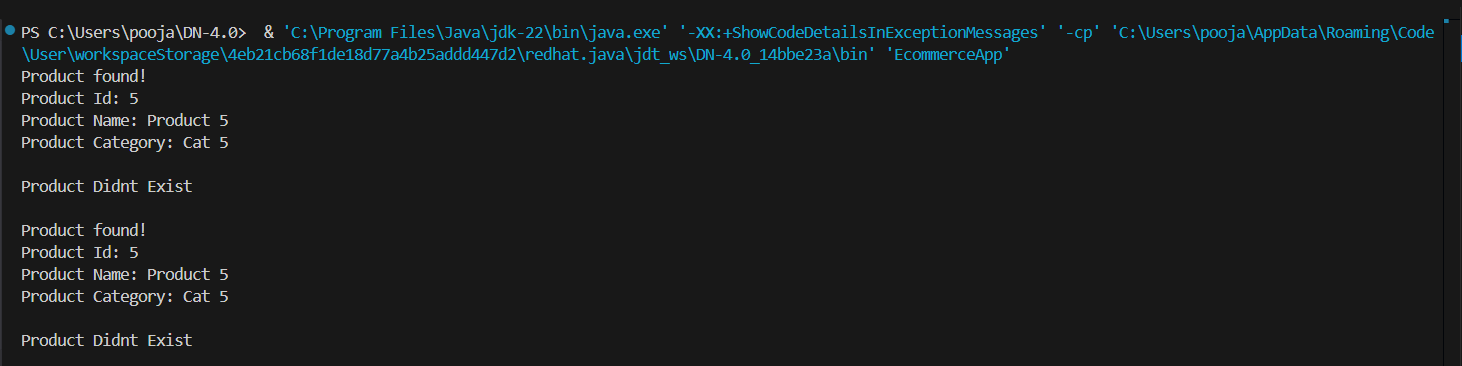 PS C:\Users\pooja\DN-4.0>  & 'C:\Program Files\Java\jdk-22\bin\java.exe' '-XX:+ShowCodeDetailsInExceptionMessages' '-cp' 'C:\Users\pooja\AppData\Roaming\Code
\User\workspaceStorage\4eb21cb68f1de18d77a4b25addd447d2\redhat.java\jdt_ws\DN-4.0_14bbe23a\bin' 'EcommerceApp'
Product found!
Product Id: 5
Product Name: Product 5
Product Category: Cat 5
Product Didnt Exist
Product found!
Product Id: 5
Product Name: Product 5
Product Category: Cat 5
Product Didnt Exist